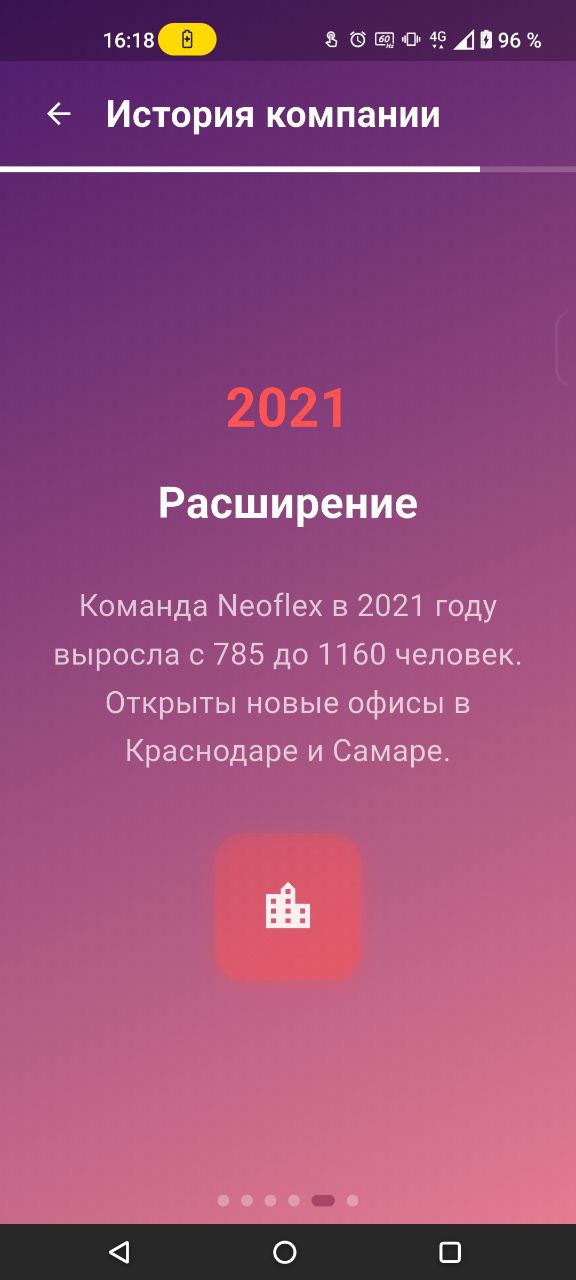 16:18 4G 96 %
История компании
2021
Расширение
Команда Neoflex в 2021 году
выросла с 785 до 1160 человек.
Открыты новые офисы в
Краснодаре и Самаре.